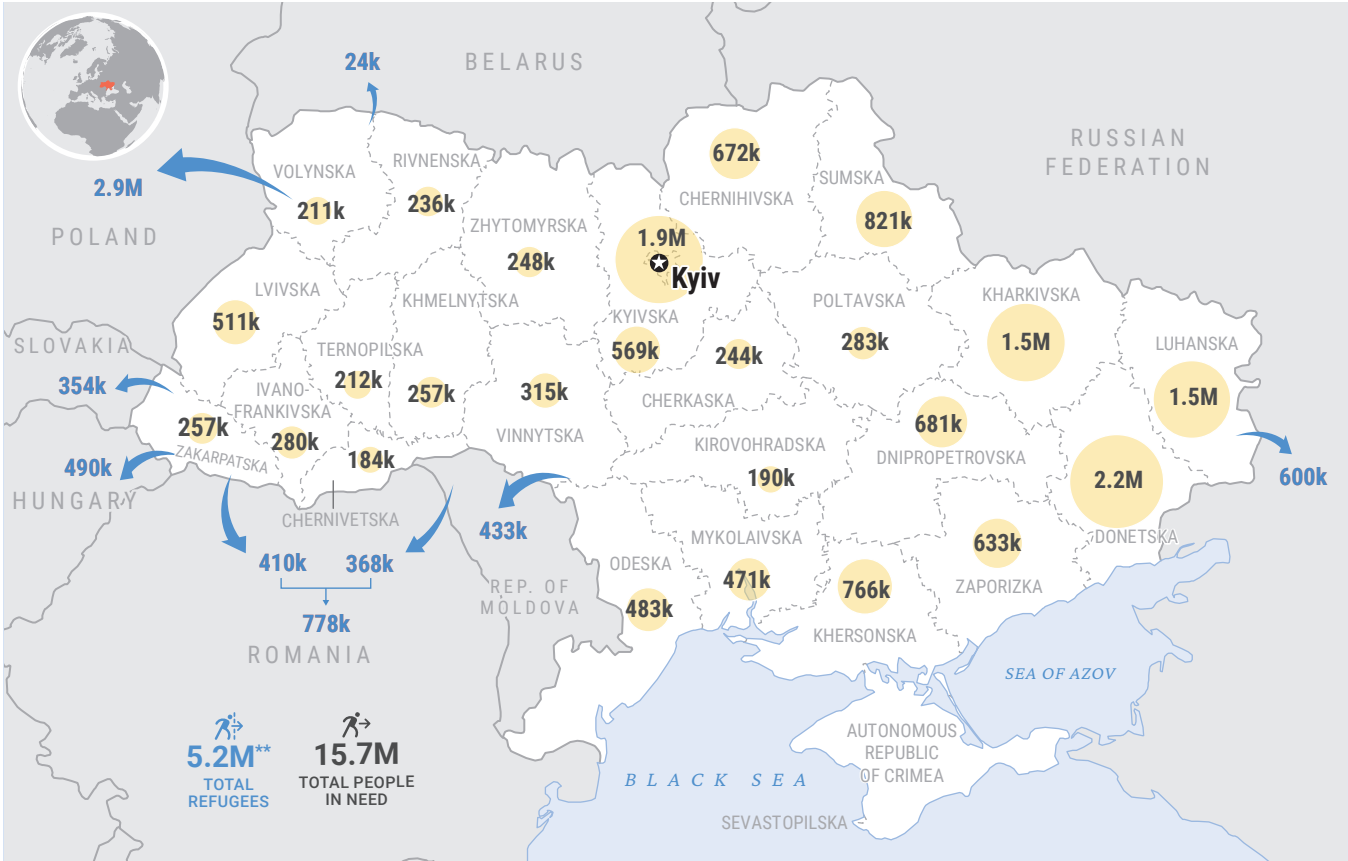 24k
BELARUS
RUSSIAN
FEDERATION
672k
CHERNIHIVSKA
SUMSKA
821k
RIVNENSKA
VOLYNSKA
2.9M
211k
236k
POLAND
ZHYTOMYRSKA
248k
1.9M
Kyiv
LVIVSKA
511k
KHMELNYTSKA
KYIVSKA
569k
244k
POLTAVSKA
283k
KHARKIVSKA
1.5M
LUHANSKA
1.5M
SLOVAKIA
354k
TERNOPILSKA
212k
IVANO-
FRANKIVSKA
280k
257k
315k
VINNYTSKA
CHERKASKA
257k
ZAKARPATSKA
184k
CHERNIVETSKA
KIROVOHRADSKA
190k
681k
DNIPROPETROVSKA
2.2M
DONETSKA
600k
490k
HUNGARY
433k
410k
368k
778k
ROMANIA
REP. OF
MOLDOVA
ODESKA
483k
MYKOLAIVSKA
471k
766k
KHERSONSKA
633k
ZAPORIZKA
SEA OF AZOV
AUTONOMOUS
REPUBLIC
OF CRIMEA
BLACK SEA
SEVASTOPILSKA
5.2M**
TOTAL
REFUGEES
15.7M
TOTAL PEOPLE
IN NEED